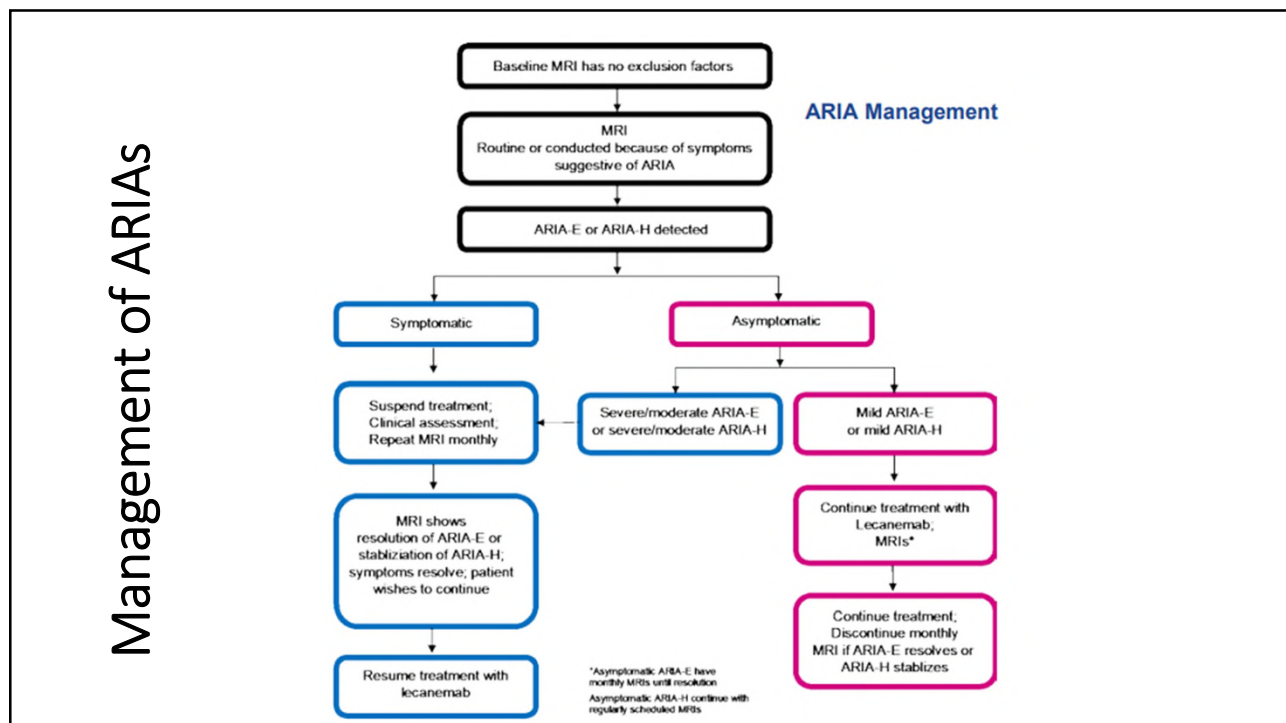 Management of ARIAs
ARIA Management
Baseline MRI has no exclusion factors
MRI
Routine or conducted because of symptoms
suggestive of ARIA
ARIA-E or ARIA-H detected
Symptomatic
Asymptomatic
Suspend treatment;
Clinical assessment;
Repeat MRI monthly
Severe/moderate ARIA-E
or severe/moderate ARIA-H
Mild ARIA-E
or mild ARIA-H
MRI shows
resolution of ARIA-E or
stabliziation of ARIA-H;
symptoms resolve; patient
wishes to continue
Continue treatment with
Lecanemab;
MRIs*
Resume treatment with
lecanemab
Continue treatment;
Discontinue monthly
MRI if ARIA-E resolves or
ARIA-H stablizes
*Asymptomatic ARIA-E have
monthly MRIs until resolution
Asymptomatic ARIA-H continue with
regularly scheduled MRIs